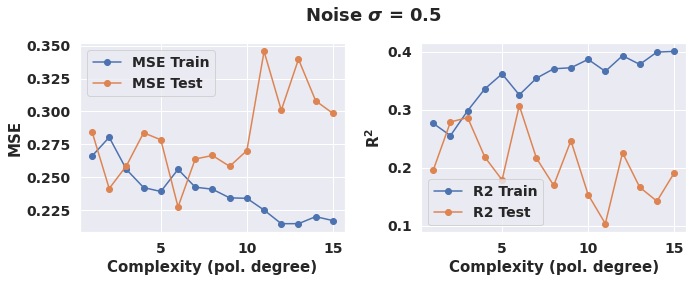 Noise σ = 0.5
MSE
0.350
0.325
0.300
0.275
0.250
0.225
MSE Train
MSE Test
5
10
15
Complexity (pol. degree)
R²
0.4
0.3
0.2
0.1
R2 Train
R2 Test
5
10
15
Complexity (pol. degree)